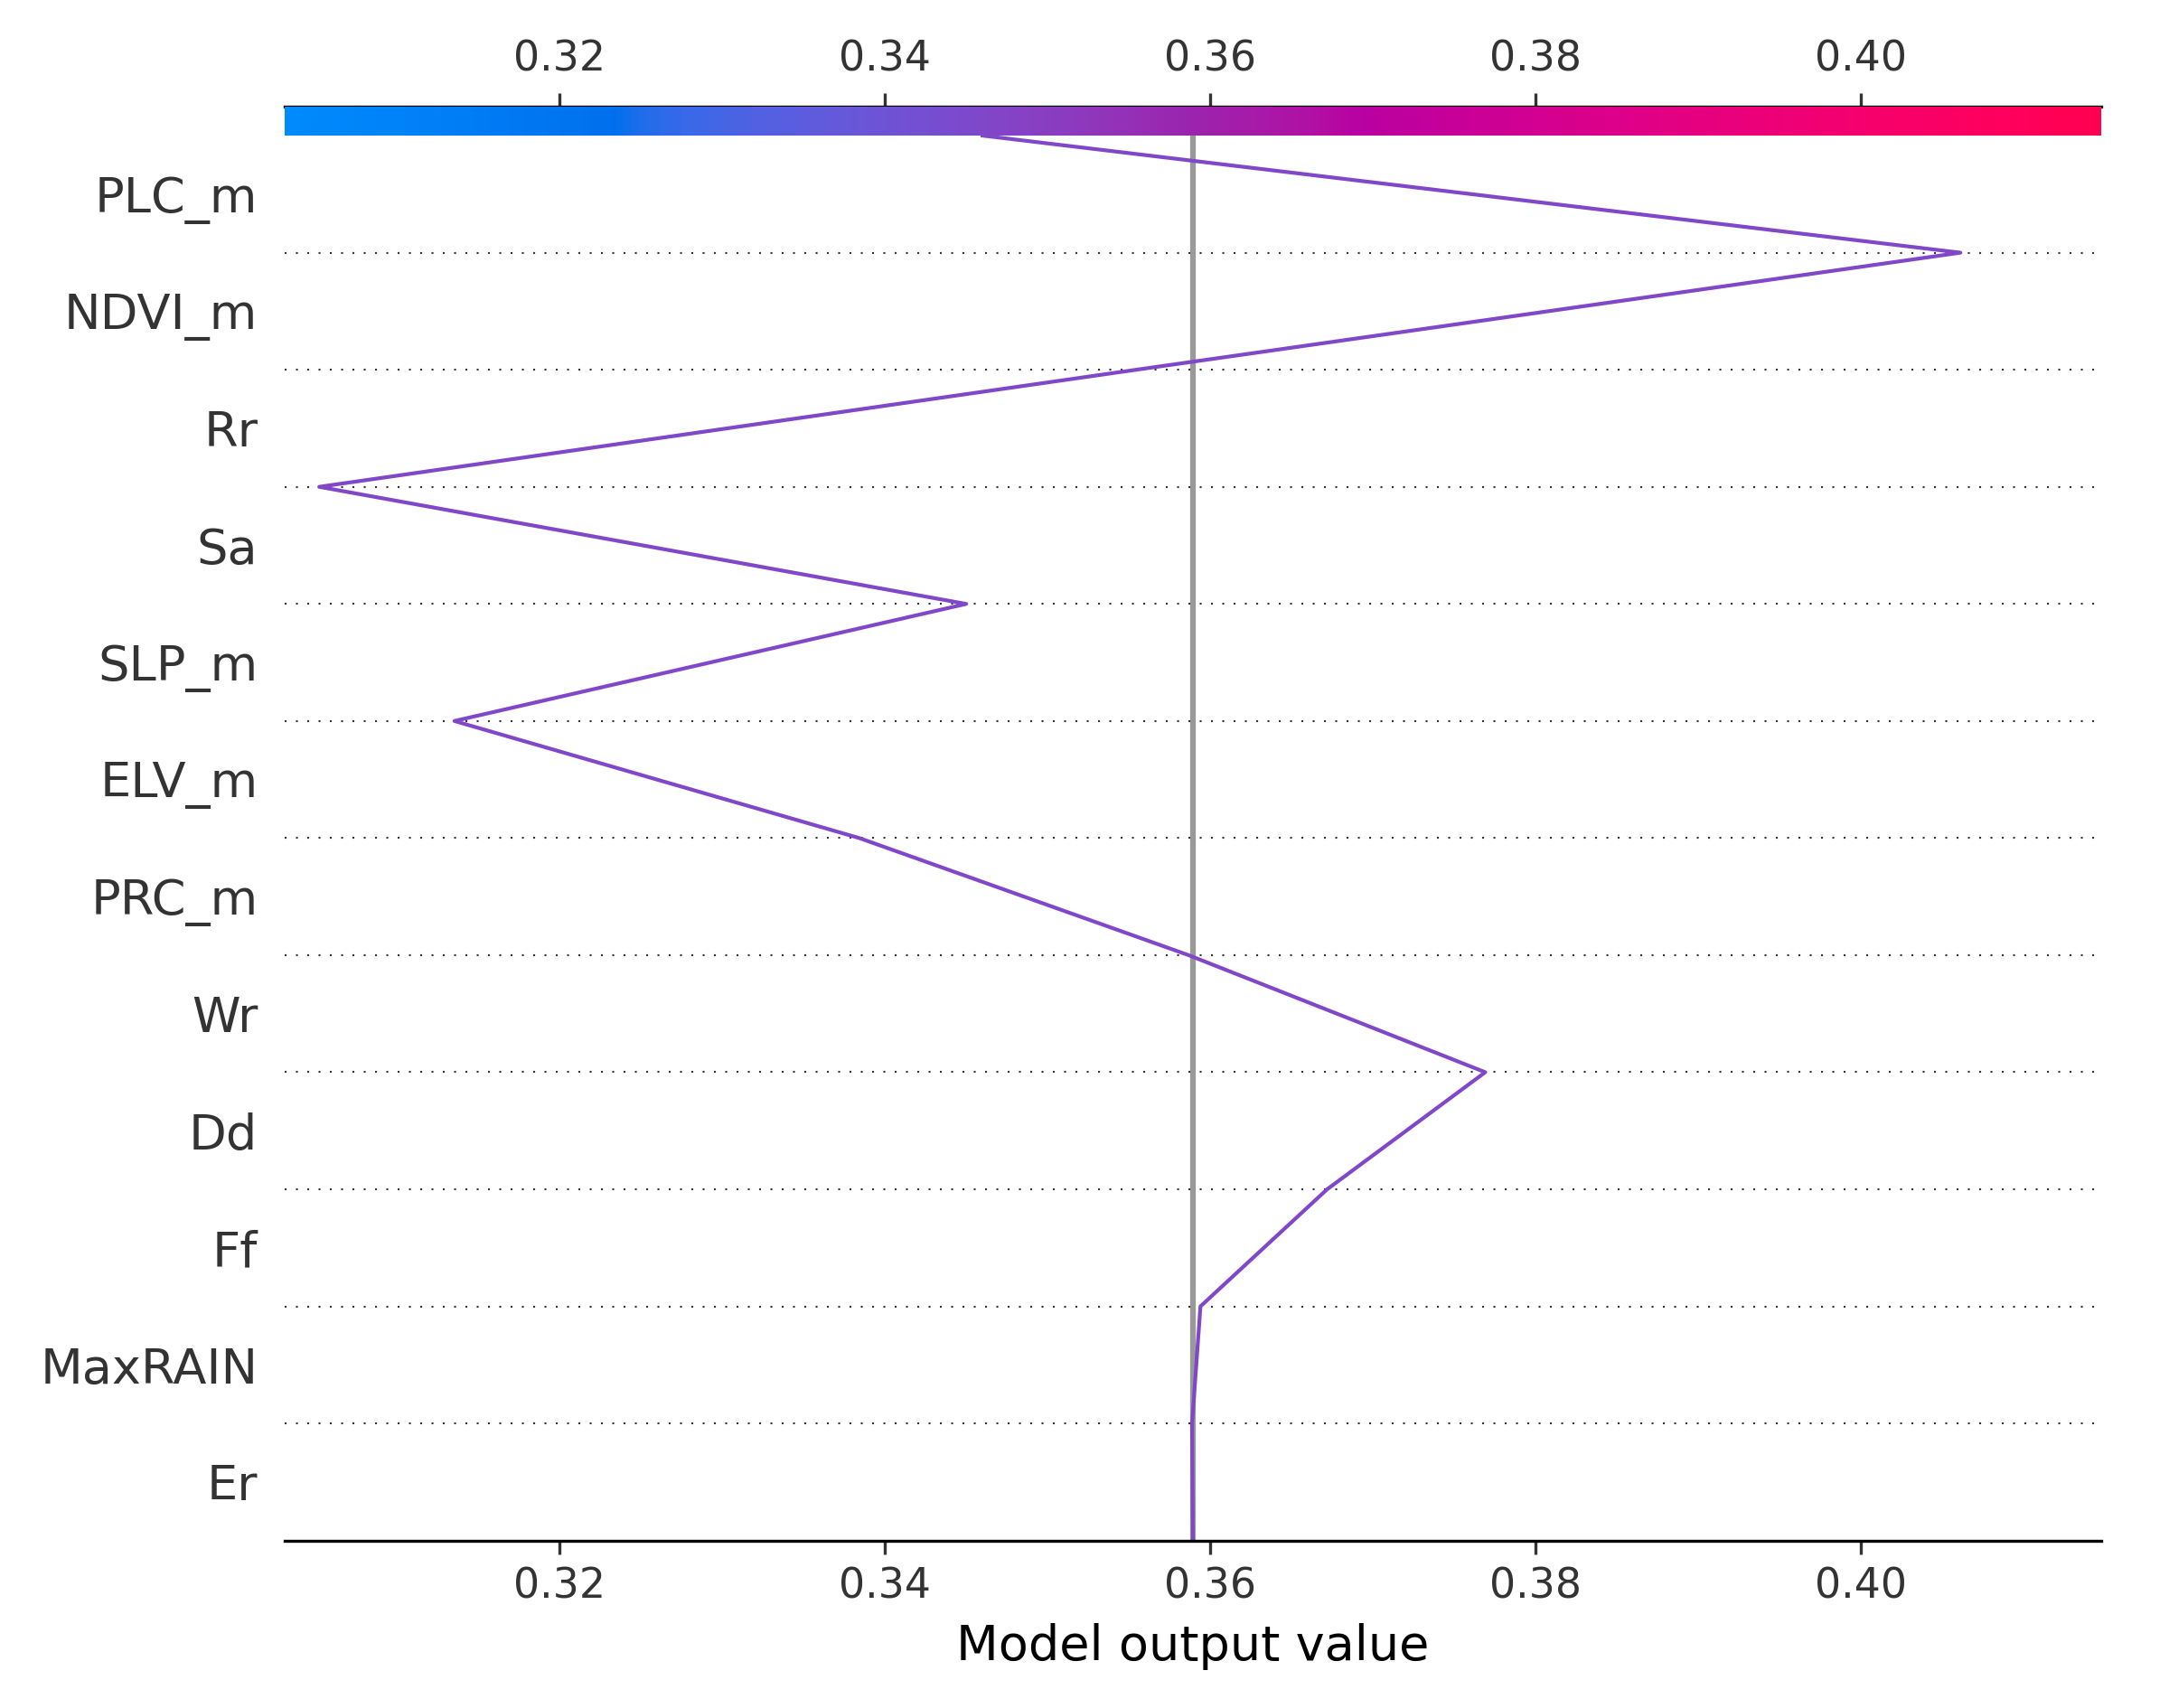 0.32 0.34 0.36 0.38 0.40
PLC_m
NDVI_m
Rr
Sa
SLP_m
ELV_m
PRC_m
Wr
Dd
Ff
MaxRAIN
Er
0.32 0.34 0.36 0.38 0.40
Model output value